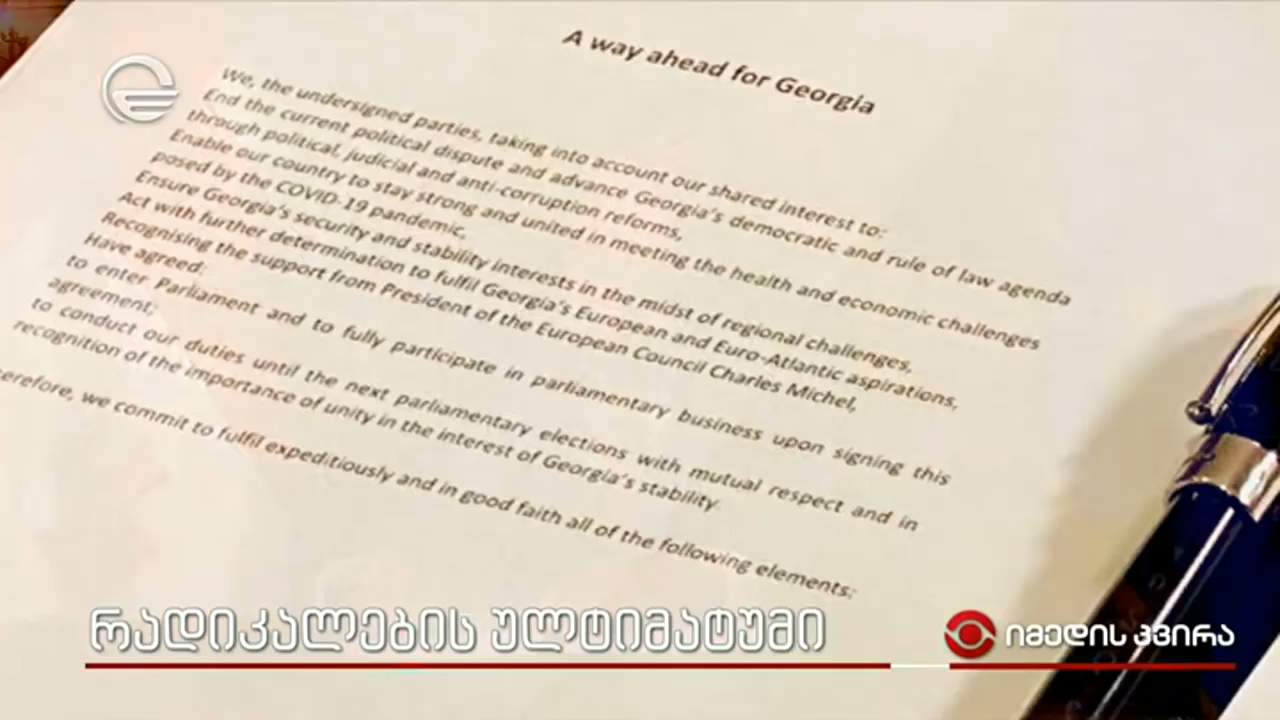 A way ahead for Georgia
We, the undersigned parties, taking into account our shared interest to:
End the current political dispute and advance Georgia's democratic and rule of law agenda
through political, judicial and anti-corruption reforms,
Enable our country to stay strong and united in meeting the health and economic challenges
posed by the COVID-19 pandemic,
Ensure Georgia's security and stability interests in the midst of regional challenges,
Act with further determination to fulfil Georgia's European and Euro-Atlantic aspirations,
Recognising the support from President of the European Council Charles Michel,
Have agreed:
to enter Parliament and to fully participate in parliamentary business upon signing this
agreement;
to conduct our duties until the next parliamentary elections with mutual respect and in
recognition of the importance of unity in the interest of Georgia's stability.
erefore, we commit to fulfil expeditiously and in good faith all of the following elements:
რადიკალების ულტიმატუმი
იმედის კვირა